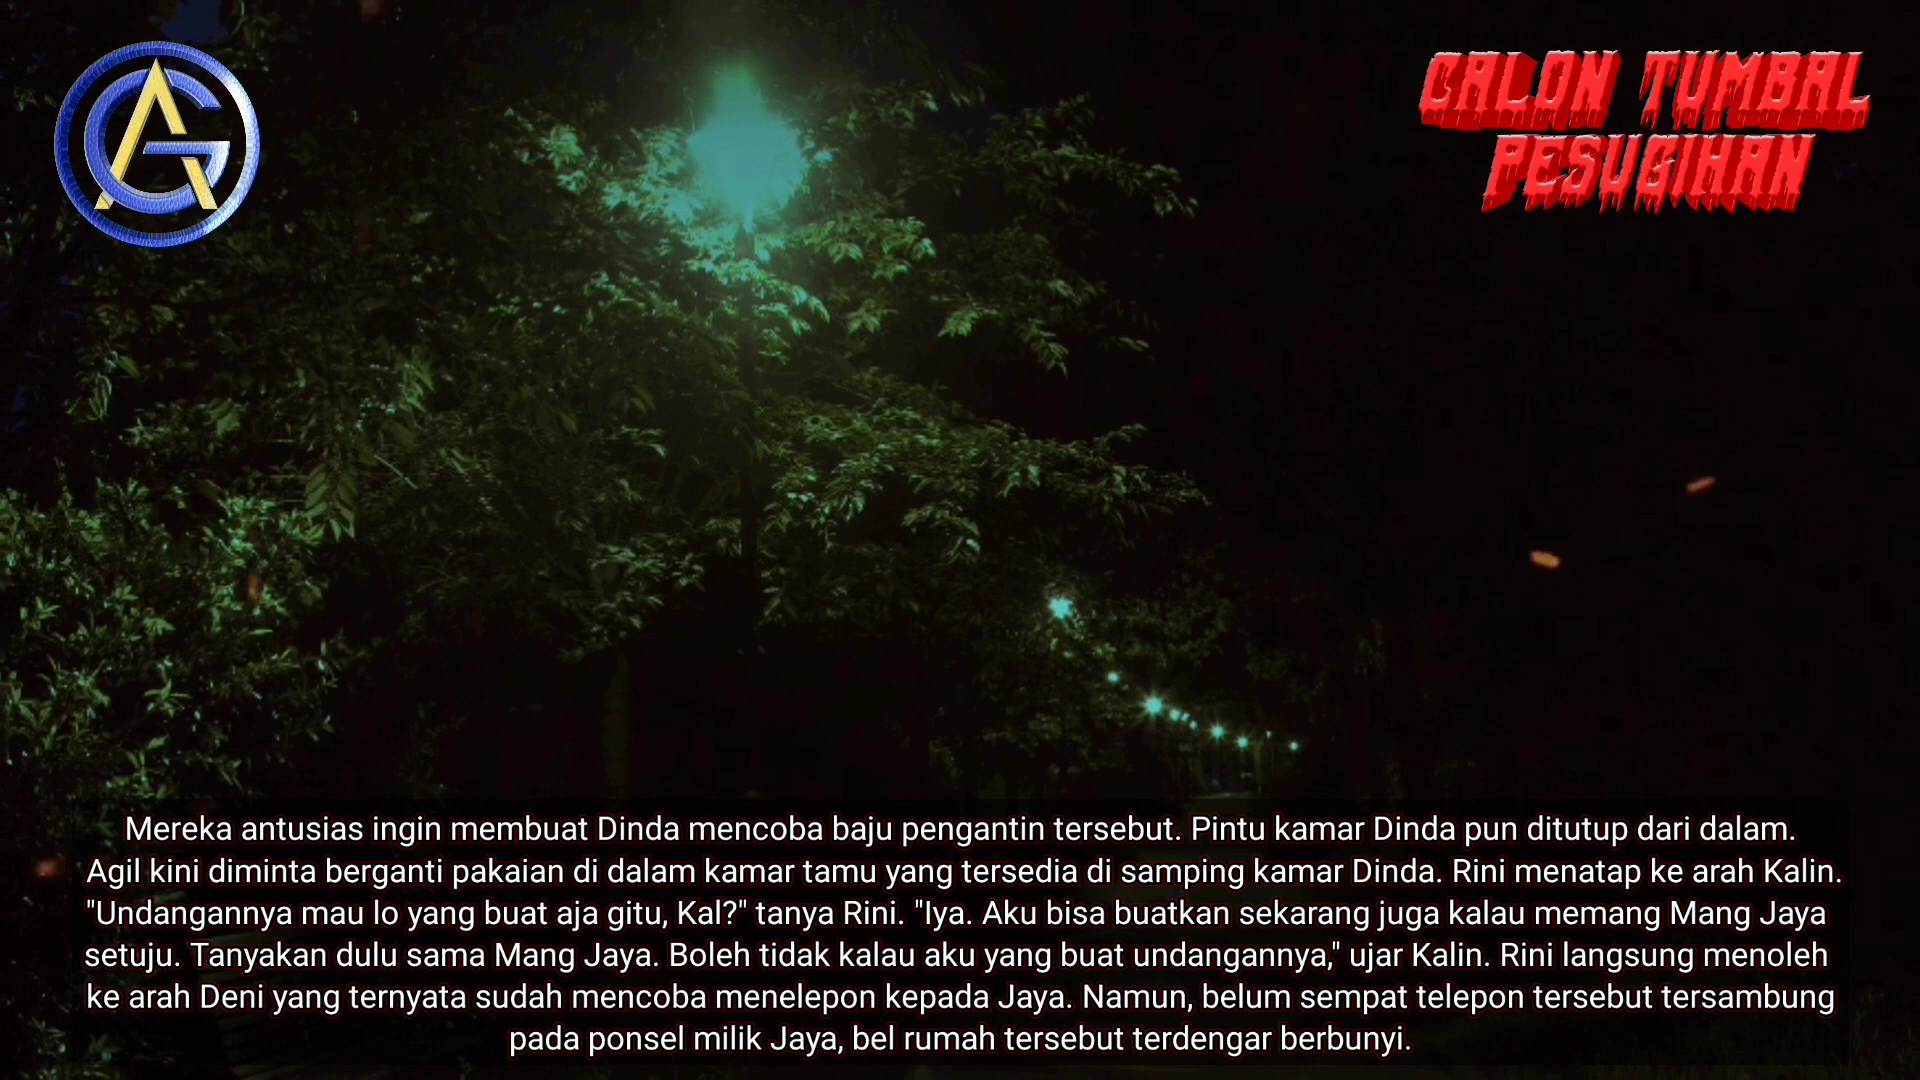 CALON TUMBAL
PESUGIHAN
Mereka antusias ingin membuat Dinda mencoba baju pengantin tersebut. Pintu kamar Dinda pun ditutup dari dalam.
Agil kini diminta berganti pakaian di dalam kamar tamu yang tersedia di samping kamar Dinda. Rini menatap ke arah Kalin.
"Undangannya mau lo yang buat aja gitu, Kal?" tanya Rini. "Iya. Aku bisa buatkan sekarang juga kalau memang Mang Jaya
setuju. Tanyakan dulu sama Mang Jaya. Boleh tidak kalau aku yang buat undangannya," ujar Kalin. Rini langsung menoleh
ke arah Deni yang ternyata sudah mencoba menelepon kepada Jaya. Namun, belum sempat telepon tersebut tersambung
pada ponsel milik Jaya, bel rumah tersebut terdengar berbunyi.